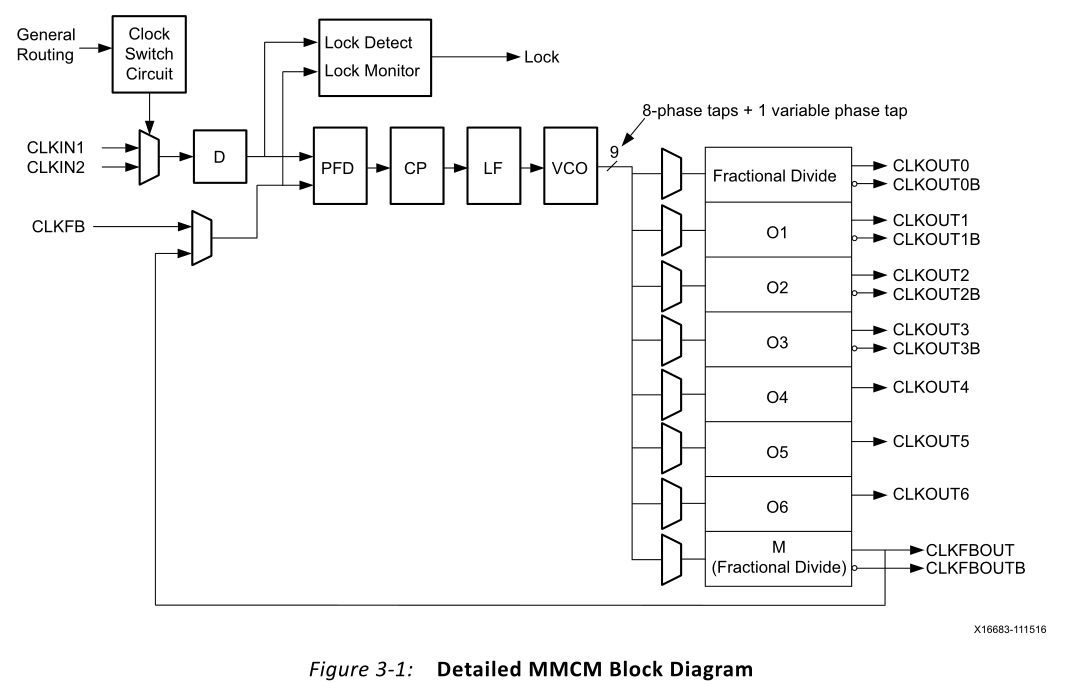 General
Routing
Clock
Switch
Circuit
Lock Detect
Lock Monitor
Lock
8-phase taps + 1 variable phase tap
CLKIN1
CLKIN2
D
PFD
CP
LF
VCO
9
CLKFB
Fractional Divide
CLKOUT0
CLKOUT0B
O1
CLKOUT1
CLKOUT1B
O2
CLKOUT2
CLKOUT2B
O3
CLKOUT3
CLKOUT3B
O4
CLKOUT4
O5
CLKOUT5
O6
CLKOUT6
M
(Fractional Divide)
CLKFBOUT
CLKFBOUTB
X16683-111516
Figure 3-1: Detailed MMCM Block Diagram